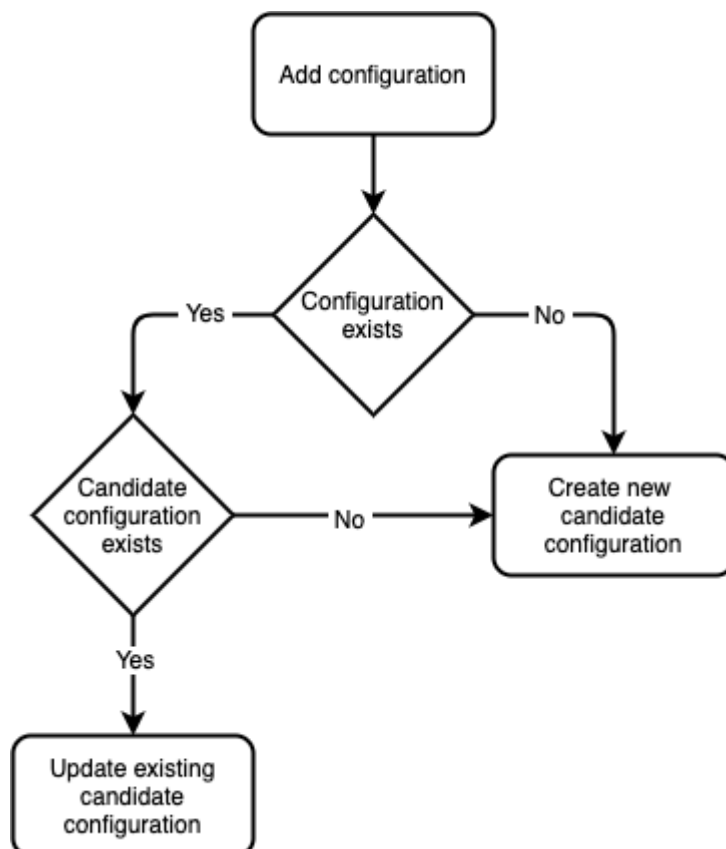 Add configuration
Configuration
exists
Yes
No
Candidate
configuration
exists
No
Create new
candidate
configuration
Yes
Update existing
candidate
configuration